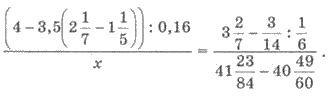 (4 − 3,5(2 1/7 − 1 1/5)) : 0,16 / x = (3 2/7 − 3/14 : 1/6) / (41 23/84 − 40 49/60) .